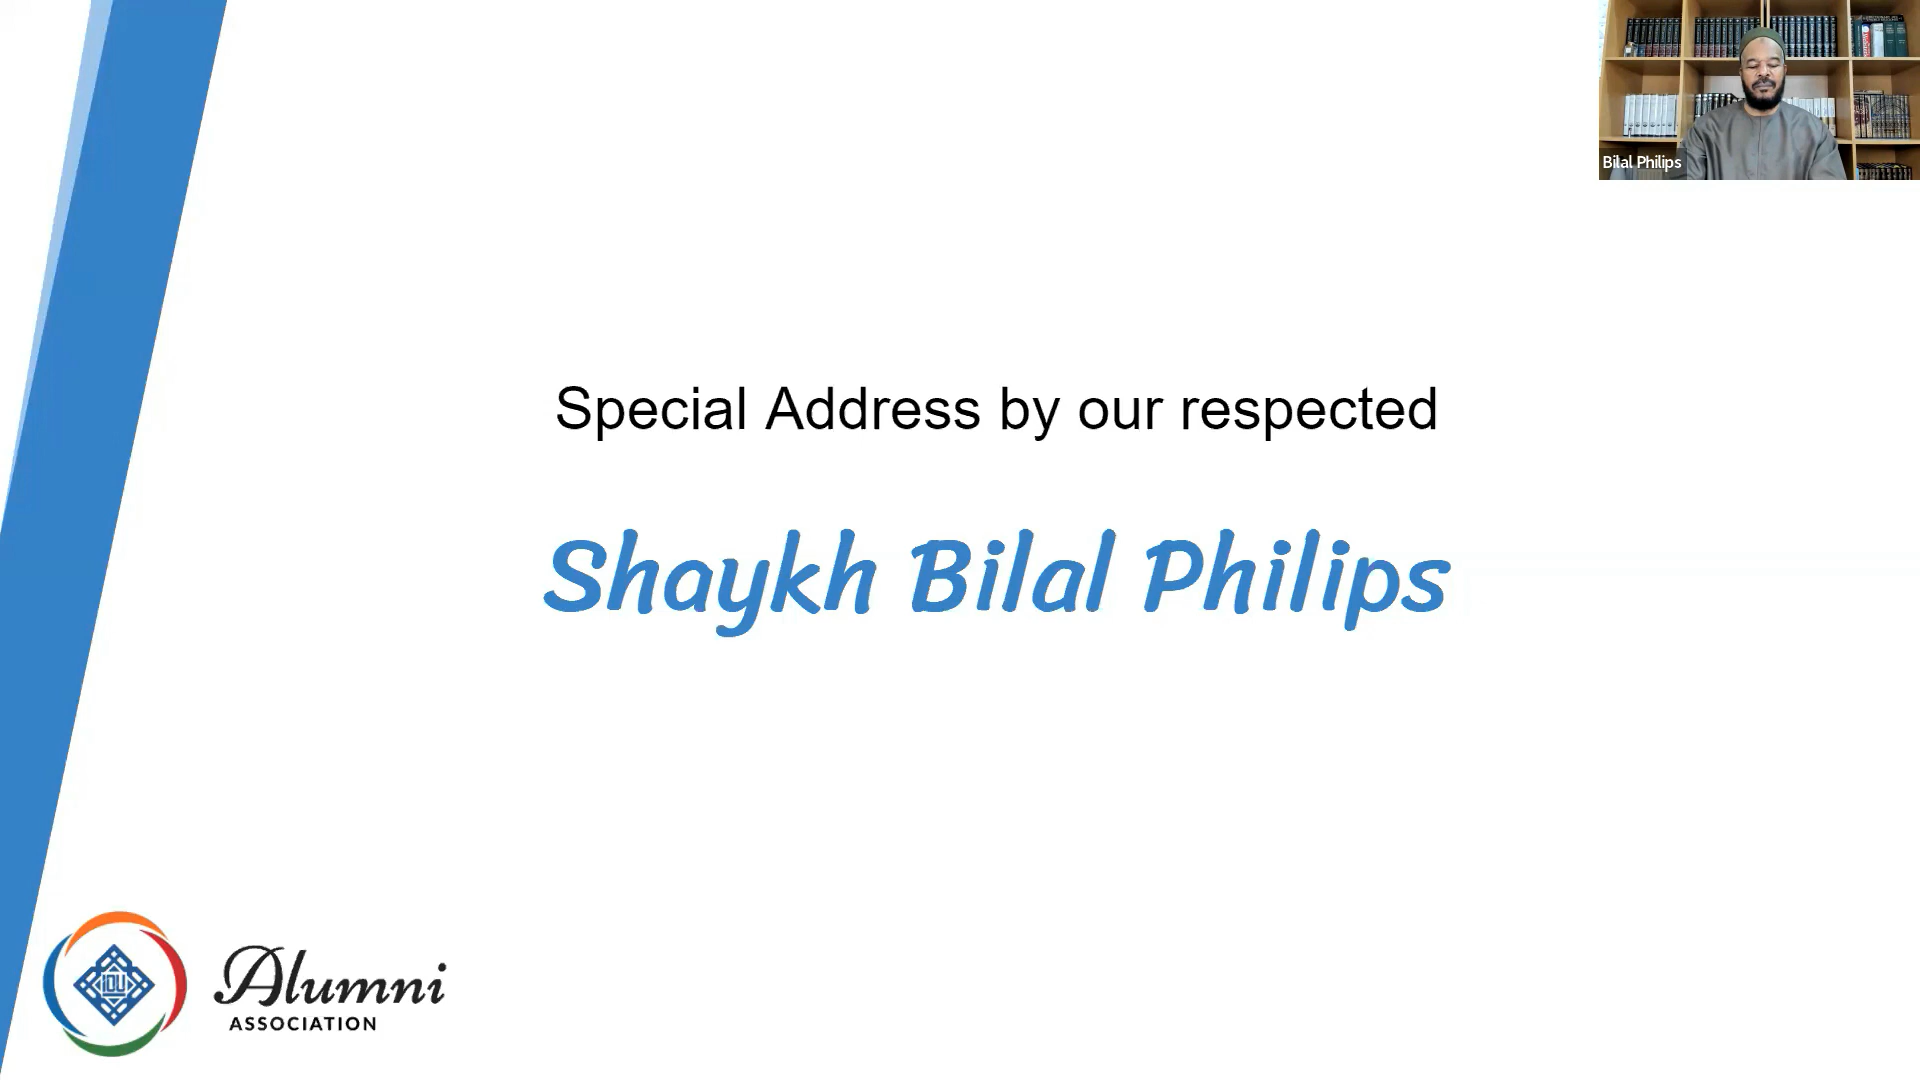 Bilal Philips
Special Address by our respected
Shaykh Bilal Philips
IOU
Alumni
ASSOCIATION